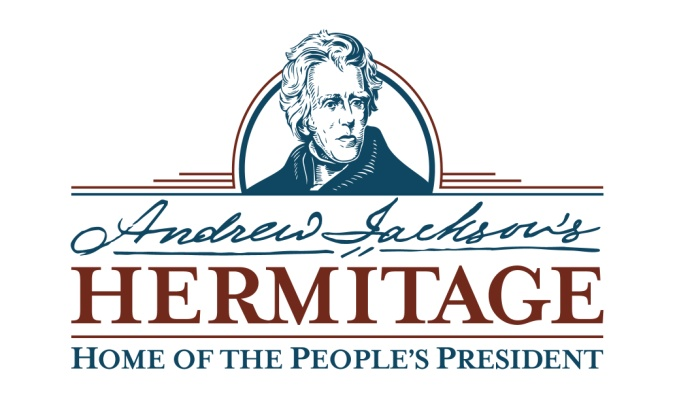 Andrew Jackson's
HERMITAGE
HOME OF THE PEOPLE'S PRESIDENT